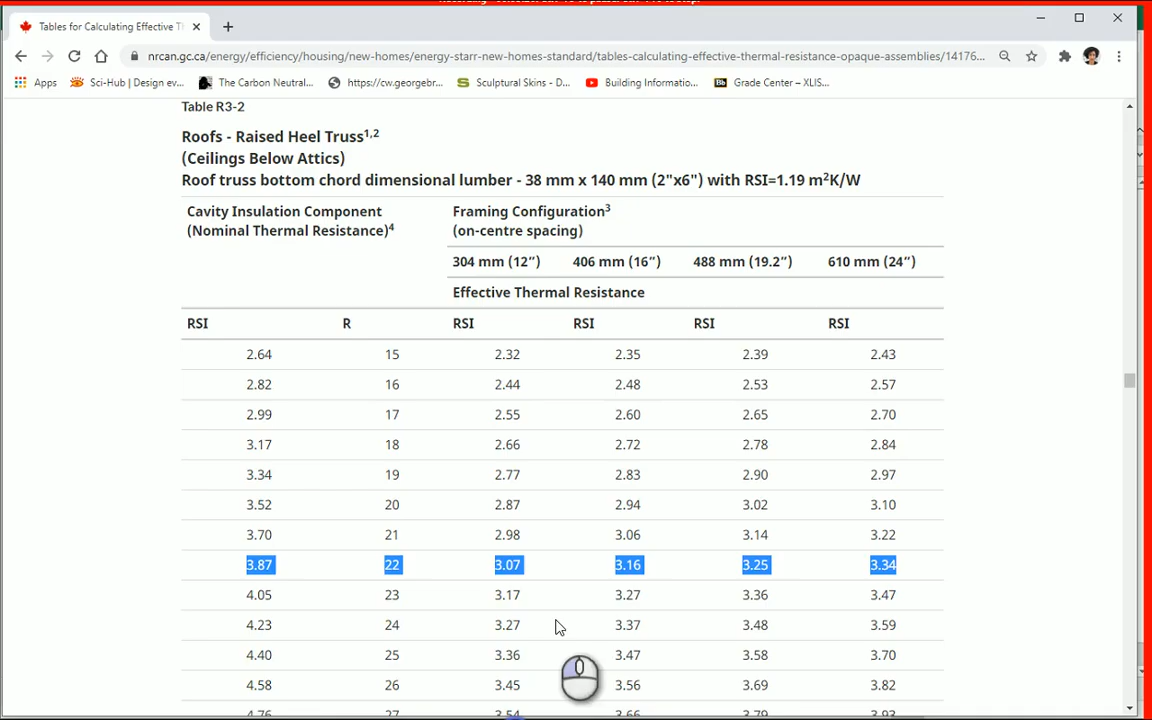 Tables for Calculating Effective T
nrcan.gc.ca/energy/efficiency/housing/new-homes/energy-starr-new-homes-standard/tables-calculating-effective-thermal-resistance-opaque-assemblies/14176...
Apps Sci-Hub | Design ev... The Carbon Neutral... https://cw.georgebr... Sculptural Skins - D... Building Informatio... Grade Center – XLIS...
Table R3-2
Roofs - Raised Heel Truss1,2
(Ceilings Below Attics)
Roof truss bottom chord dimensional lumber - 38 mm x 140 mm (2"x6") with RSI=1.19 m2K/W
Cavity Insulation Component
(Nominal Thermal Resistance)4
Framing Configuration3
(on-centre spacing)
304 mm (12″) 406 mm (16″) 488 mm (19.2″) 610 mm (24″)
Effective Thermal Resistance
RSI R RSI RSI RSI RSI
2.64 15 2.32 2.35 2.39 2.43
2.82 16 2.44 2.48 2.53 2.57
2.99 17 2.55 2.60 2.65 2.70
3.17 18 2.66 2.72 2.78 2.84
3.34 19 2.77 2.83 2.90 2.97
3.52 20 2.87 2.94 3.02 3.10
3.70 21 2.98 3.06 3.14 3.22
3.87 22 3.07 3.16 3.25 3.34
4.05 23 3.17 3.27 3.36 3.47
4.23 24 3.27 3.37 3.48 3.59
4.40 25 3.36 3.47 3.58 3.70
4.58 26 3.45 3.56 3.69 3.82
4.76 27 3.54 3.66 3.79 3.93